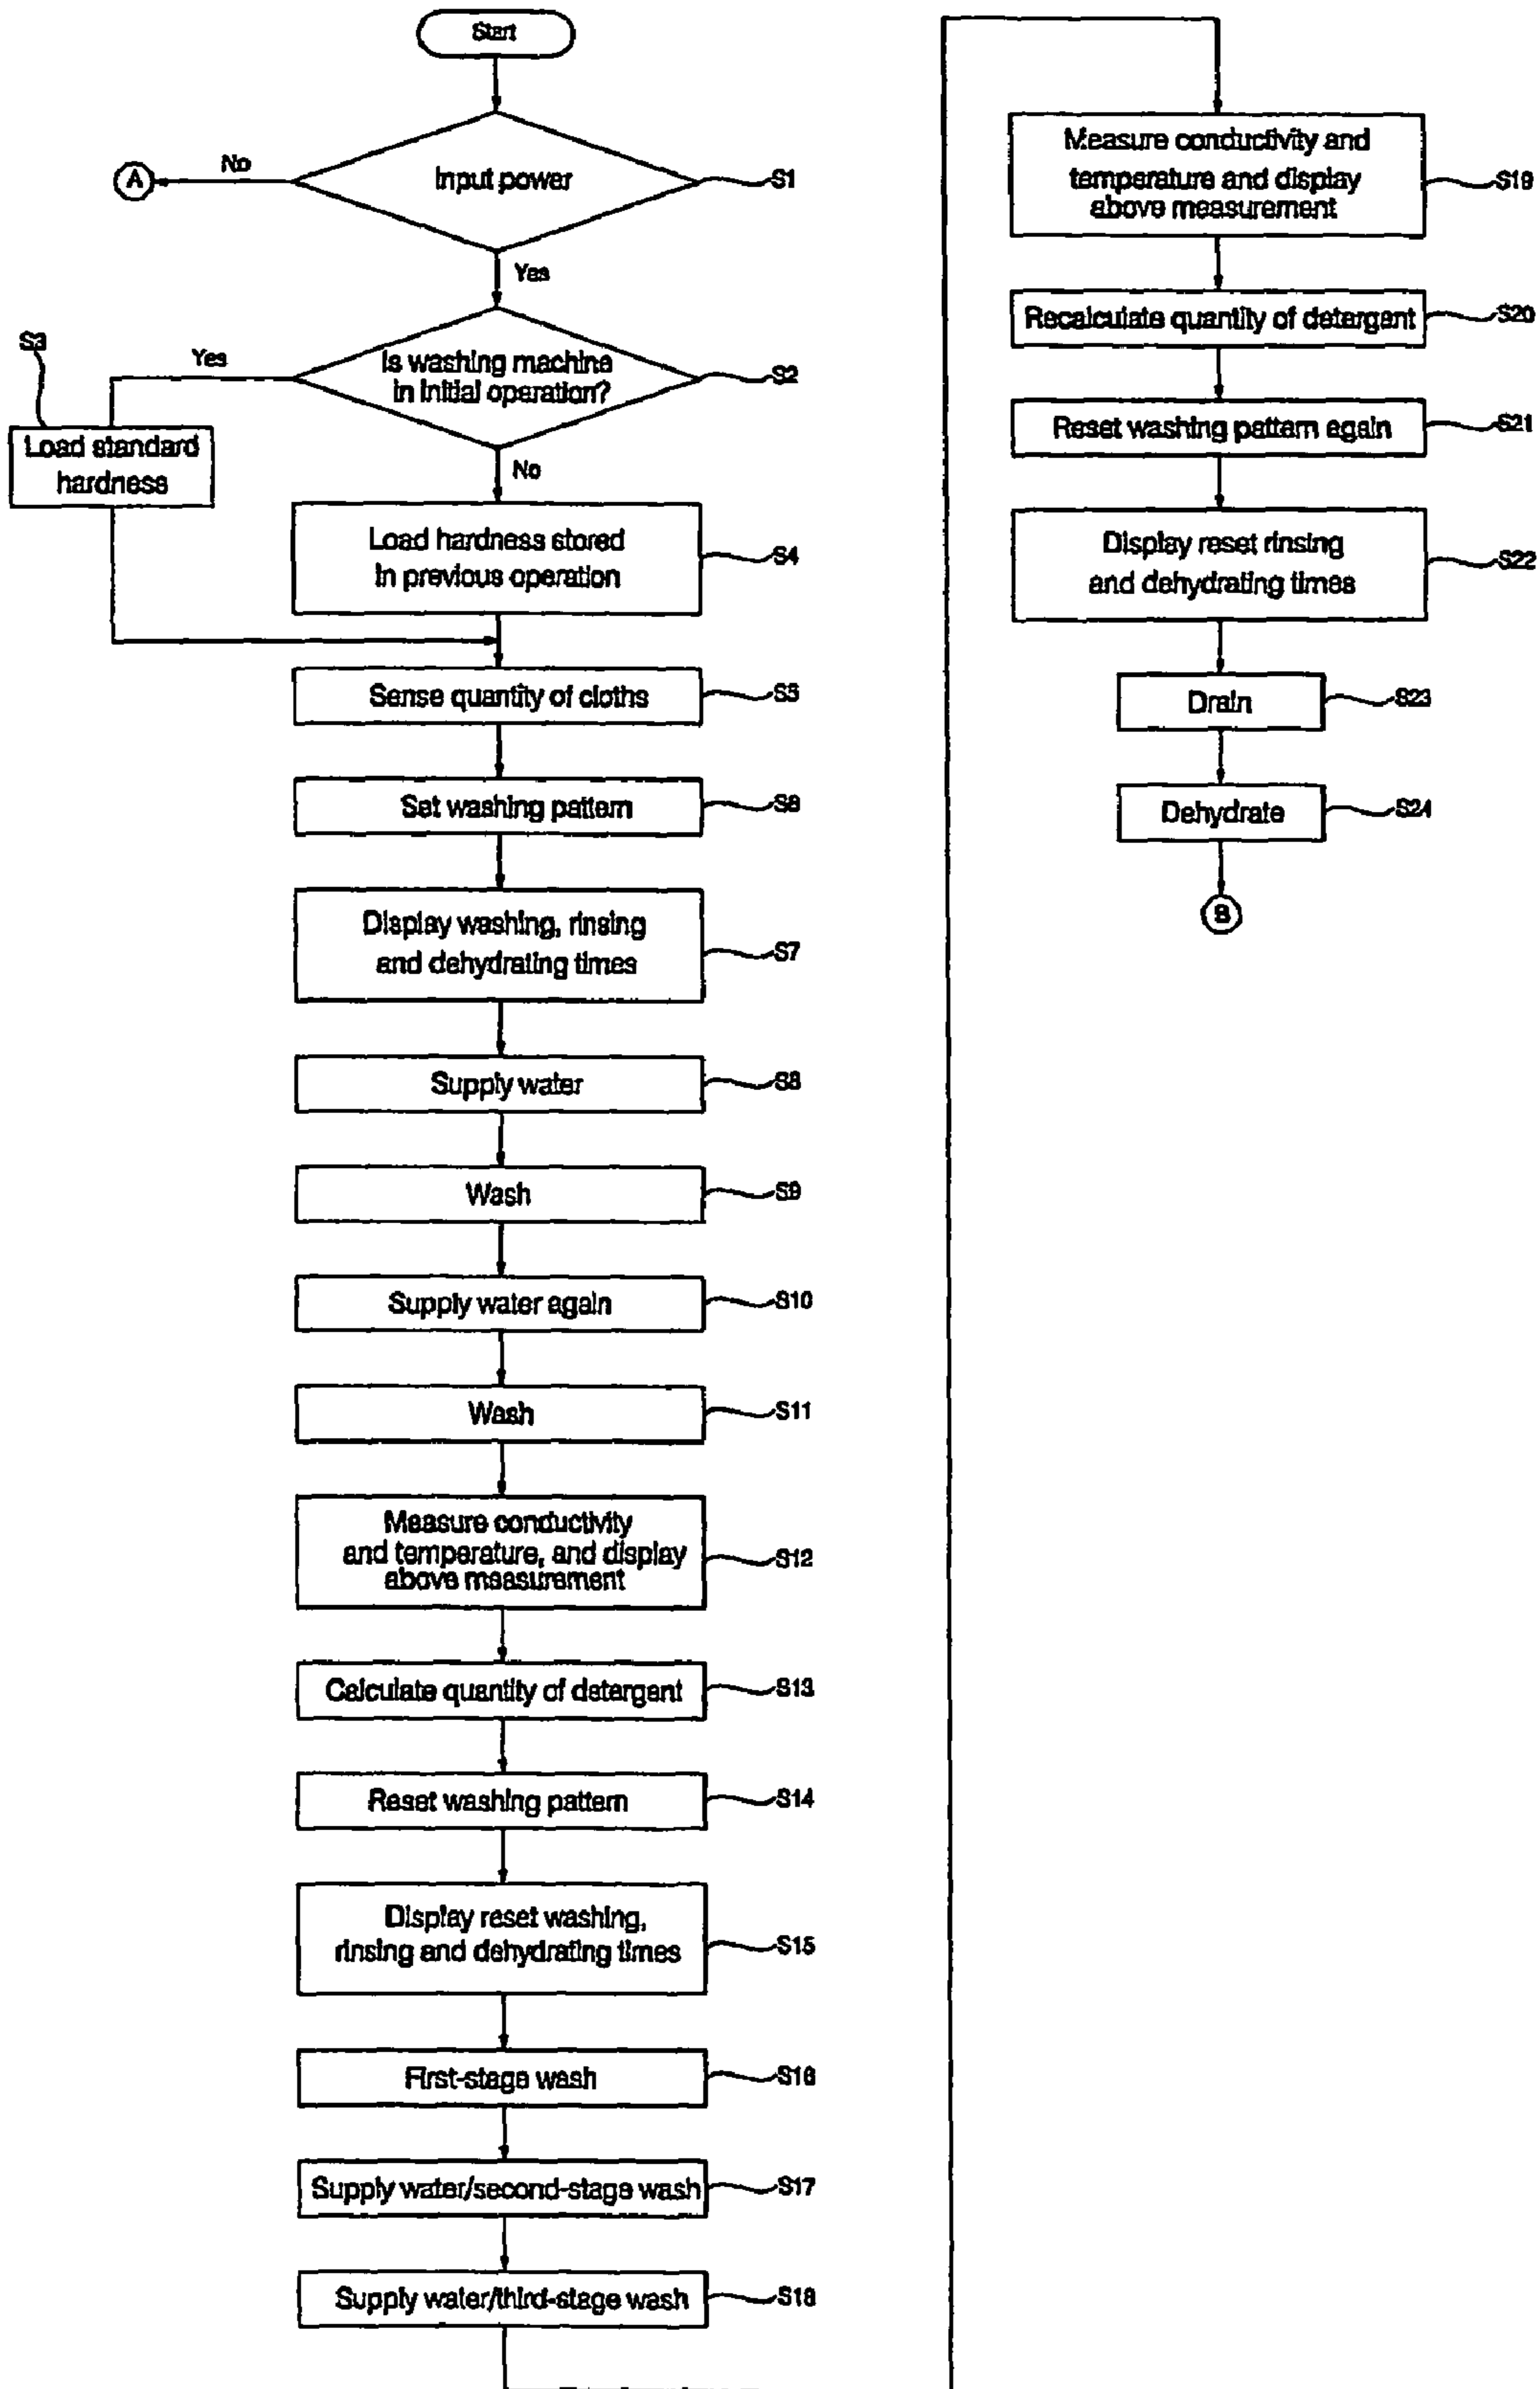 Start
Input power
S1
No
A
Yes
Is washing machine
in initial operation?
S2
Yes
S3
Load standard
hardness
No
Load hardness stored
in previous operation
S4
Sense quantity of cloths
S5
Set washing pattern
S6
Display washing, rinsing
and dehydrating times
S7
Supply water
S8
Wash
S9
Supply water again
S10
Wash
S11
Measure conductivity
and temperature, and display
above measurement
S12
Calculate quantity of detergent
S13
Reset washing pattern
S14
Display reset washing,
rinsing and dehydrating times
S15
First-stage wash
S16
Supply water/second-stage wash
S17
Supply water/third-stage wash
S18
Measure conductivity and
temperature and display
above measurement
S19
Recalculate quantity of detergent
S20
Reset washing pattern again
S21
Display reset rinsing
and dehydrating times
S22
Drain
S23
Dehydrate
S24
B